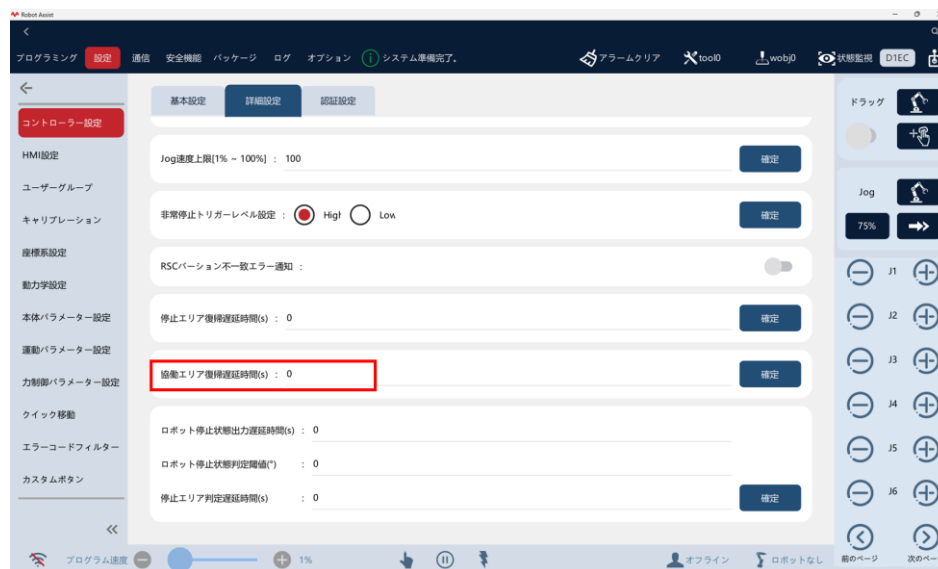 Robot Assist
プログラミング 設定 通信 安全機能 パッケージ ログ オプション システム準備完了。 アラームクリア tool0 wobj0 状態監視 D1EC
基本設定 詳細設定 認証設定
コントローラー設定
HMI設定
ユーザーグループ
キャリブレーション
座標系設定
動力学設定
本体パラメーター設定
運動パラメーター設定
力制御パラメーター設定
クイック移動
エラーコードフィルター
カスタムボタン
Jog速度上限[1% ~ 100%] : 100 確定
非常停止トリガーレベル設定 : High Low 確定
RSCバーション不一致エラー通知 :
停止エリア復帰遅延時間(s) : 0 確定
協働エリア復帰遅延時間(s) : 0 確定
ロボット停止状態出力遅延時間(s) : 0
ロボット停止状態判定閾値(°) : 0
停止エリア判定遅延時間(s) : 0 確定
ドラッグ
Jog
75%
J1
J2
J3
J4
J5
J6
前のページ 次のペー
プログラム速度 1% オフライン ロボットなし